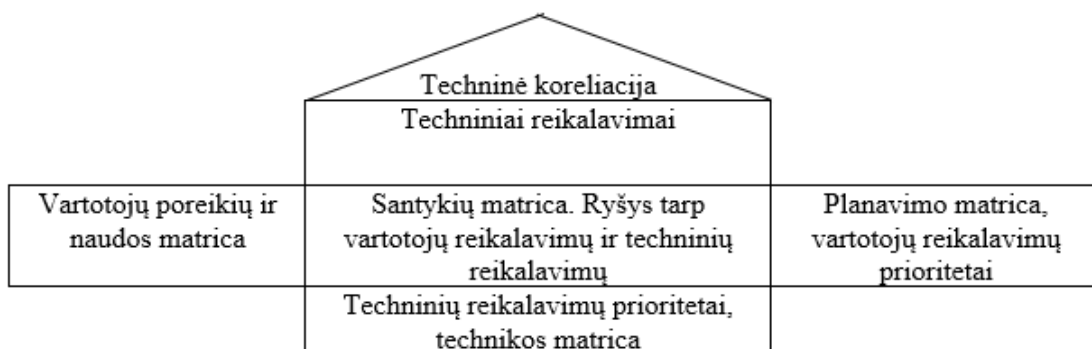 Techninė koreliacija
Techniniai reikalavimai
Vartotojų poreikių ir
naudos matrica
Santykių matrica. Ryšys tarp
vartotojų reikalavimų ir techninių
reikalavimų
Planavimo matrica,
vartotojų reikalavimų
prioritetai
Techninių reikalavimų prioritetai,
technikos matrica